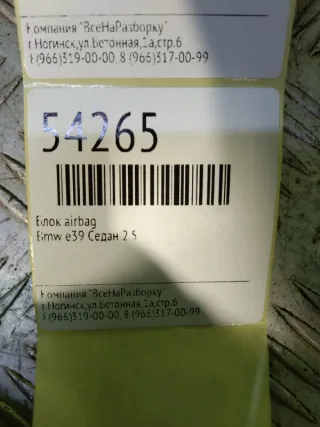 Компания "ВсеНаРазборку"
г.Ногинск,ул.Бетонная,1а,стр.6
8(966)319-00-00, 8 (966)317-00-99
54265
Блок airbag
Bmw e39 Седан 2.5
Компания "ВсеНаРазборку"
г.Ногинск,ул.Бетонная,1а,стр.6
8(966)319-00-00, 8 (966)317-00-99